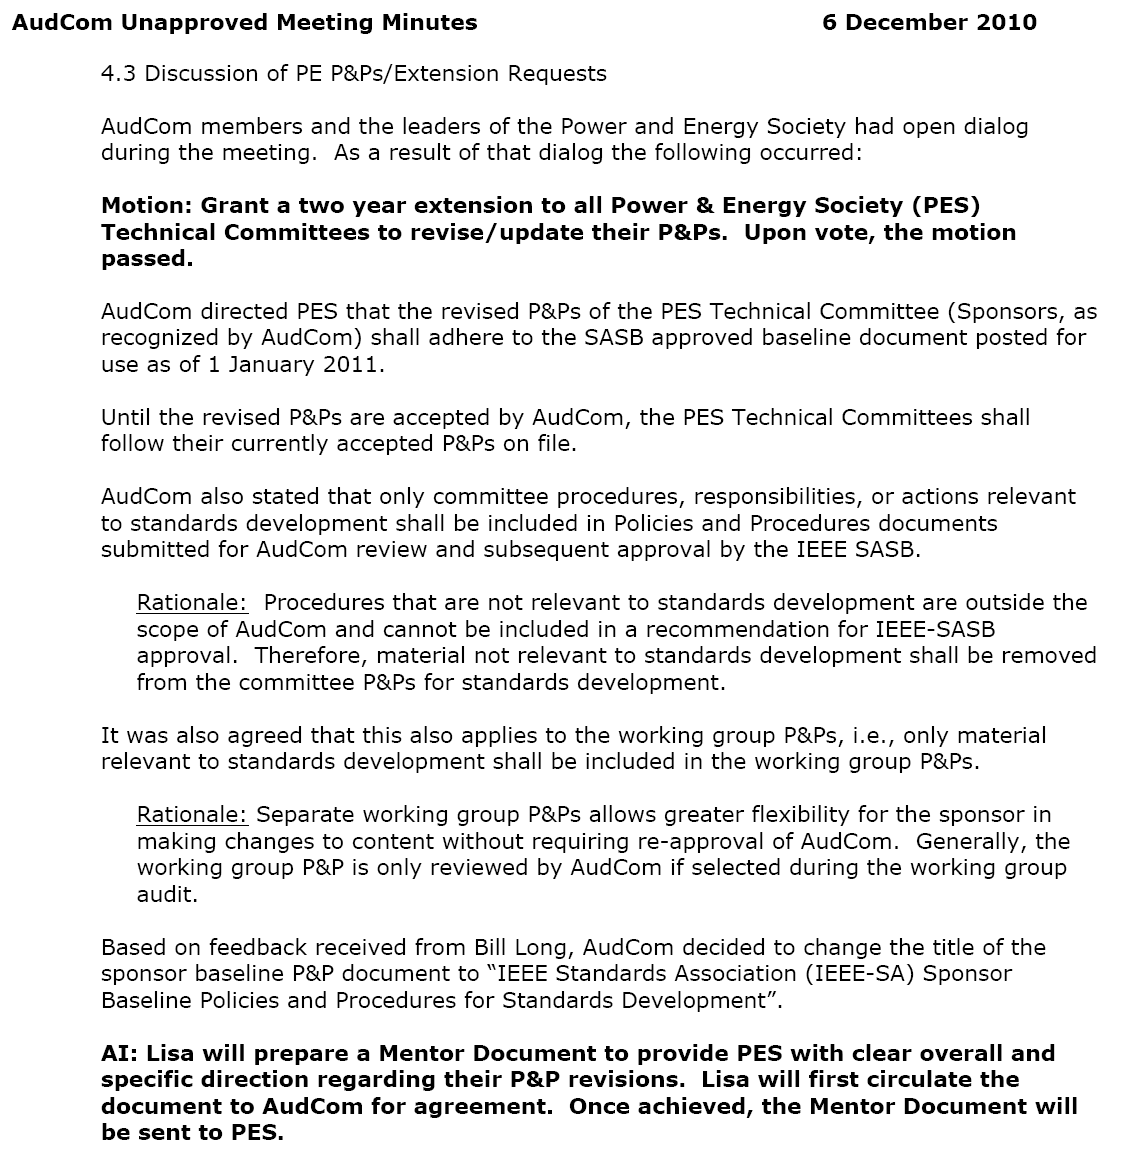 AudCom Unapproved Meeting Minutes 6 December 2010
4.3 Discussion of PE P&Ps/Extension Requests
AudCom members and the leaders of the Power and Energy Society had open dialog
during the meeting.  As a result of that dialog the following occurred:
Motion: Grant a two year extension to all Power & Energy Society (PES)
Technical Committees to revise/update their P&Ps.  Upon vote, the motion
passed.
AudCom directed PES that the revised P&Ps of the PES Technical Committee (Sponsors, as
recognized by AudCom) shall adhere to the SASB approved baseline document posted for
use as of 1 January 2011.
Until the revised P&Ps are accepted by AudCom, the PES Technical Committees shall
follow their currently accepted P&Ps on file.
AudCom also stated that only committee procedures, responsibilities, or actions relevant
to standards development shall be included in Policies and Procedures documents
submitted for AudCom review and subsequent approval by the IEEE SASB.
Rationale:  Procedures that are not relevant to standards development are outside the
scope of AudCom and cannot be included in a recommendation for IEEE-SASB
approval.  Therefore, material not relevant to standards development shall be removed
from the committee P&Ps for standards development.
It was also agreed that this also applies to the working group P&Ps, i.e., only material
relevant to standards development shall be included in the working group P&Ps.
Rationale: Separate working group P&Ps allows greater flexibility for the sponsor in
making changes to content without requiring re-approval of AudCom.  Generally, the
working group P&P is only reviewed by AudCom if selected during the working group
audit.
Based on feedback received from Bill Long, AudCom decided to change the title of the
sponsor baseline P&P document to “IEEE Standards Association (IEEE-SA) Sponsor
Baseline Policies and Procedures for Standards Development”.
AI: Lisa will prepare a Mentor Document to provide PES with clear overall and
specific direction regarding their P&P revisions.  Lisa will first circulate the
document to AudCom for agreement.  Once achieved, the Mentor Document will
be sent to PES.